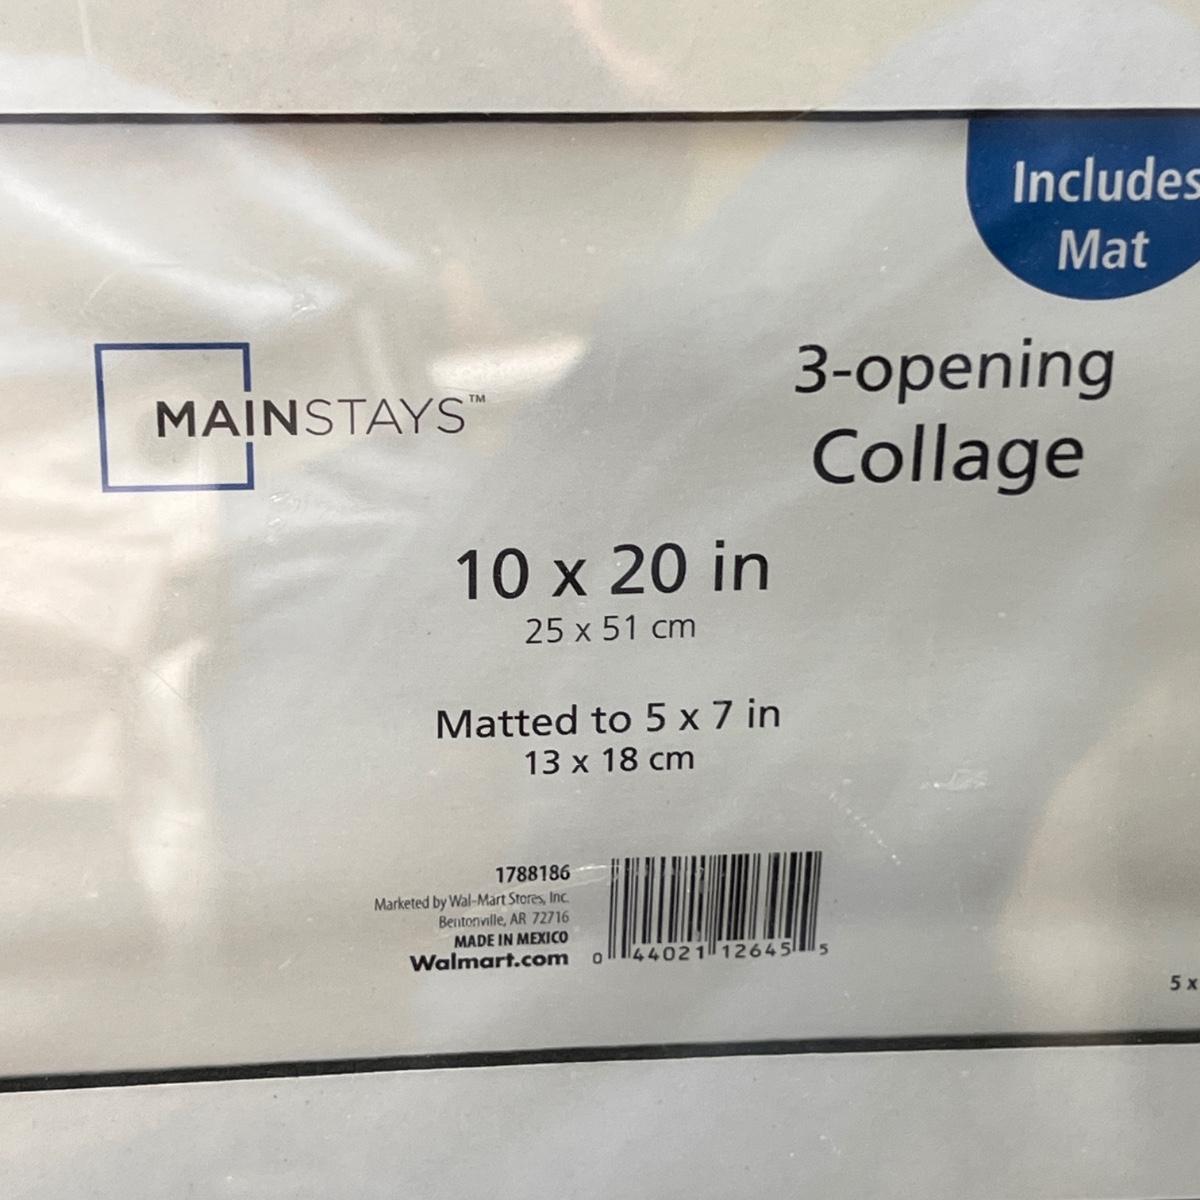 Includes
Mat
MAINSTAYS™
3-opening
Collage
10 x 20 in
25 x 51 cm
Matted to 5 x 7 in
13 x 18 cm
1788186
Marketed by Wal-Mart Stores, Inc.
Bentonville, AR 72716
MADE IN MEXICO
Walmart.com
0 44021 12645 5
5 x